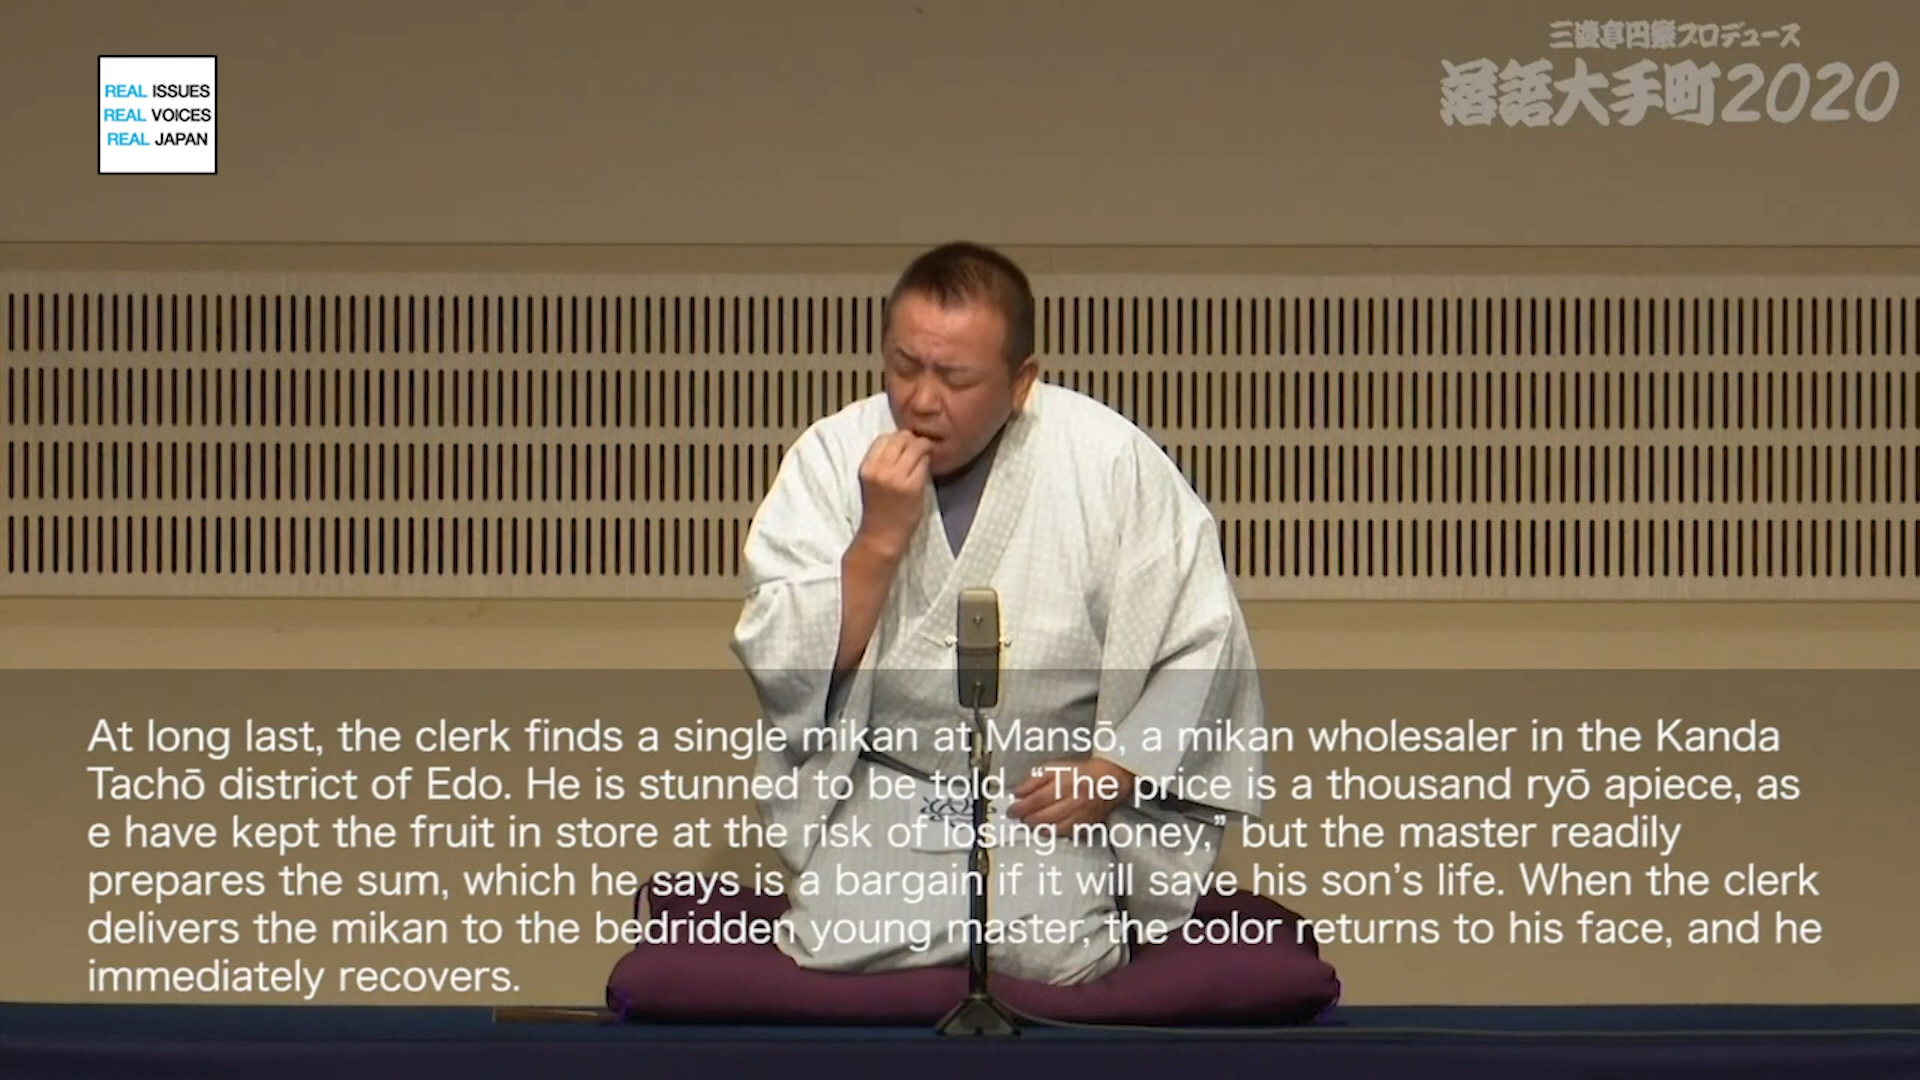 REAL ISSUES
REAL VOICES
REAL JAPAN
三遊亭円樂プロデュース
落語大手町2020
At long last, the clerk finds a single mikan at Mansō, a mikan wholesaler in the Kanda
Tachō district of Edo. He is stunned to be told, “The price is a thousand ryō apiece, as
e have kept the fruit in store at the risk of losing money,” but the master readily
prepares the sum, which he says is a bargain if it will save his son’s life. When the clerk
delivers the mikan to the bedridden young master, the color returns to his face, and he
immediately recovers.